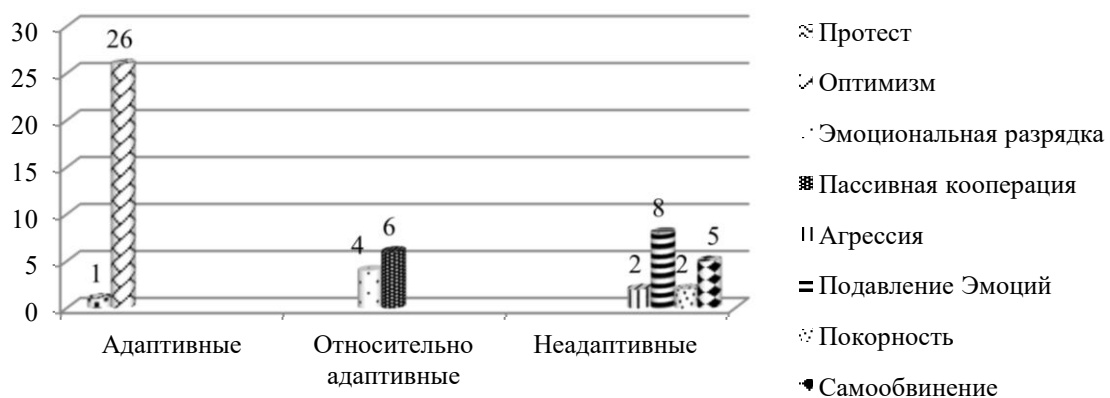 30
25
20
15
10
5
0
1
26
4
6
2
8
2
5
Адаптивные
Относительно
адаптивные
Неадаптивные
Протест
Оптимизм
Эмоциональная разрядка
Пассивная кооперация
Агрессия
Подавление Эмоций
Покорность
Самообвинение